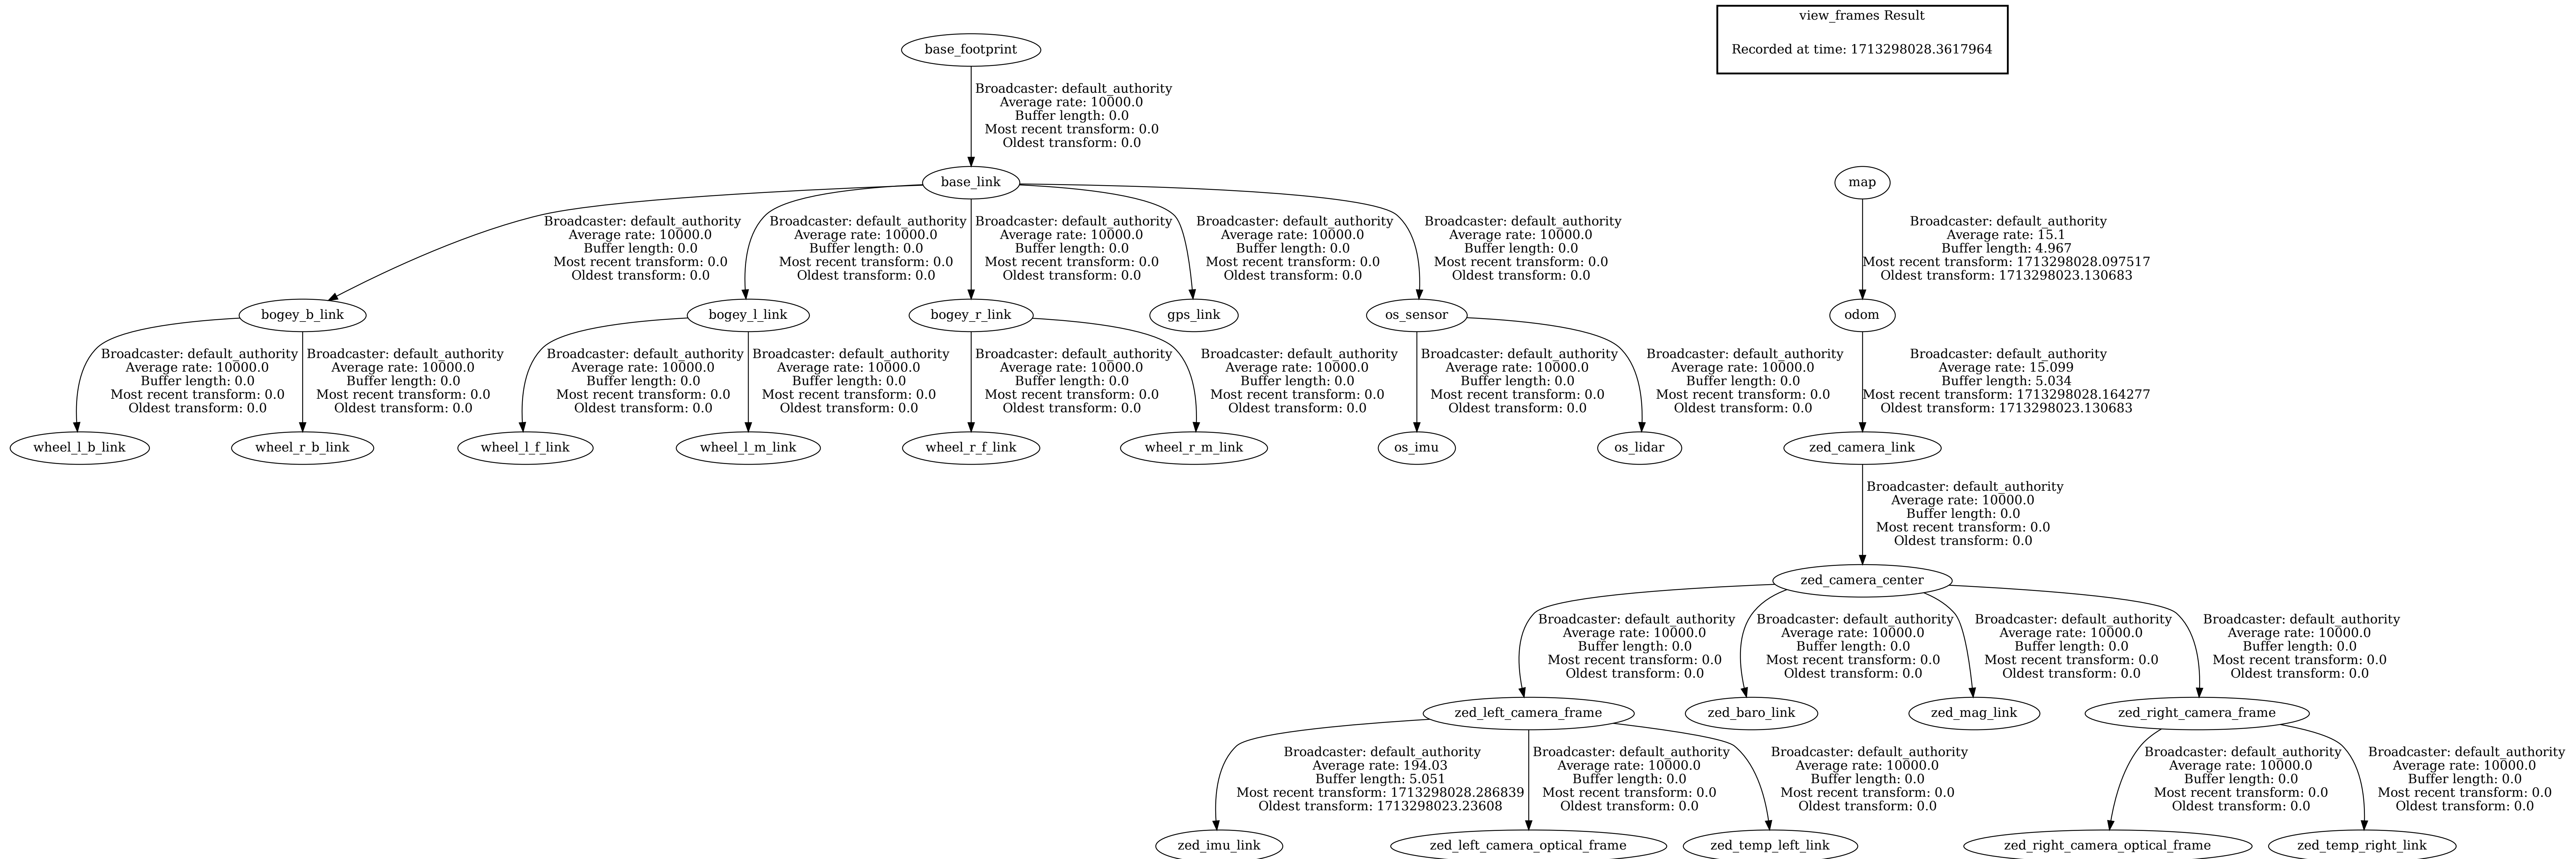 view_frames Result
Recorded at time: 1713298028.3617964
base_footprint
Broadcaster: default_authority
Average rate: 10000.0
Buffer length: 0.0
Most recent transform: 0.0
Oldest transform: 0.0
base_link
map
Broadcaster: default_authority
Average rate: 10000.0
Buffer length: 0.0
Most recent transform: 0.0
Oldest transform: 0.0
Broadcaster: default_authority
Average rate: 10000.0
Buffer length: 0.0
Most recent transform: 0.0
Oldest transform: 0.0
Broadcaster: default_authority
Average rate: 10000.0
Buffer length: 0.0
Most recent transform: 0.0
Oldest transform: 0.0
Broadcaster: default_authority
Average rate: 10000.0
Buffer length: 0.0
Most recent transform: 0.0
Oldest transform: 0.0
Broadcaster: default_authority
Average rate: 10000.0
Buffer length: 0.0
Most recent transform: 0.0
Oldest transform: 0.0
Broadcaster: default_authority
Average rate: 15.1
Buffer length: 4.967
Most recent transform: 1713298028.097517
Oldest transform: 1713298023.130683
bogey_b_link
bogey_l_link
bogey_r_link
gps_link
os_sensor
odom
Broadcaster: default_authority
Average rate: 10000.0
Buffer length: 0.0
Most recent transform: 0.0
Oldest transform: 0.0
Broadcaster: default_authority
Average rate: 10000.0
Buffer length: 0.0
Most recent transform: 0.0
Oldest transform: 0.0
Broadcaster: default_authority
Average rate: 10000.0
Buffer length: 0.0
Most recent transform: 0.0
Oldest transform: 0.0
Broadcaster: default_authority
Average rate: 10000.0
Buffer length: 0.0
Most recent transform: 0.0
Oldest transform: 0.0
Broadcaster: default_authority
Average rate: 10000.0
Buffer length: 0.0
Most recent transform: 0.0
Oldest transform: 0.0
Broadcaster: default_authority
Average rate: 10000.0
Buffer length: 0.0
Most recent transform: 0.0
Oldest transform: 0.0
Broadcaster: default_authority
Average rate: 10000.0
Buffer length: 0.0
Most recent transform: 0.0
Oldest transform: 0.0
Broadcaster: default_authority
Average rate: 10000.0
Buffer length: 0.0
Most recent transform: 0.0
Oldest transform: 0.0
Broadcaster: default_authority
Average rate: 15.099
Buffer length: 5.034
Most recent transform: 1713298028.164277
Oldest transform: 1713298023.130683
wheel_l_b_link
wheel_r_b_link
wheel_l_f_link
wheel_l_m_link
wheel_r_f_link
wheel_r_m_link
os_imu
os_lidar
zed_camera_link
Broadcaster: default_authority
Average rate: 10000.0
Buffer length: 0.0
Most recent transform: 0.0
Oldest transform: 0.0
zed_camera_center
Broadcaster: default_authority
Average rate: 10000.0
Buffer length: 0.0
Most recent transform: 0.0
Oldest transform: 0.0
Broadcaster: default_authority
Average rate: 10000.0
Buffer length: 0.0
Most recent transform: 0.0
Oldest transform: 0.0
Broadcaster: default_authority
Average rate: 10000.0
Buffer length: 0.0
Most recent transform: 0.0
Oldest transform: 0.0
Broadcaster: default_authority
Average rate: 10000.0
Buffer length: 0.0
Most recent transform: 0.0
Oldest transform: 0.0
zed_left_camera_frame
zed_baro_link
zed_mag_link
zed_right_camera_frame
Broadcaster: default_authority
Average rate: 194.03
Buffer length: 5.051
Most recent transform: 1713298028.286839
Oldest transform: 1713298023.23608
Broadcaster: default_authority
Average rate: 10000.0
Buffer length: 0.0
Most recent transform: 0.0
Oldest transform: 0.0
Broadcaster: default_authority
Average rate: 10000.0
Buffer length: 0.0
Most recent transform: 0.0
Oldest transform: 0.0
Broadcaster: default_authority
Average rate: 10000.0
Buffer length: 0.0
Most recent transform: 0.0
Oldest transform: 0.0
Broadcaster: default_authority
Average rate: 10000.0
Buffer length: 0.0
Most recent transform: 0.0
Oldest transform: 0.0
zed_imu_link
zed_left_camera_optical_frame
zed_temp_left_link
zed_right_camera_optical_frame
zed_temp_right_link